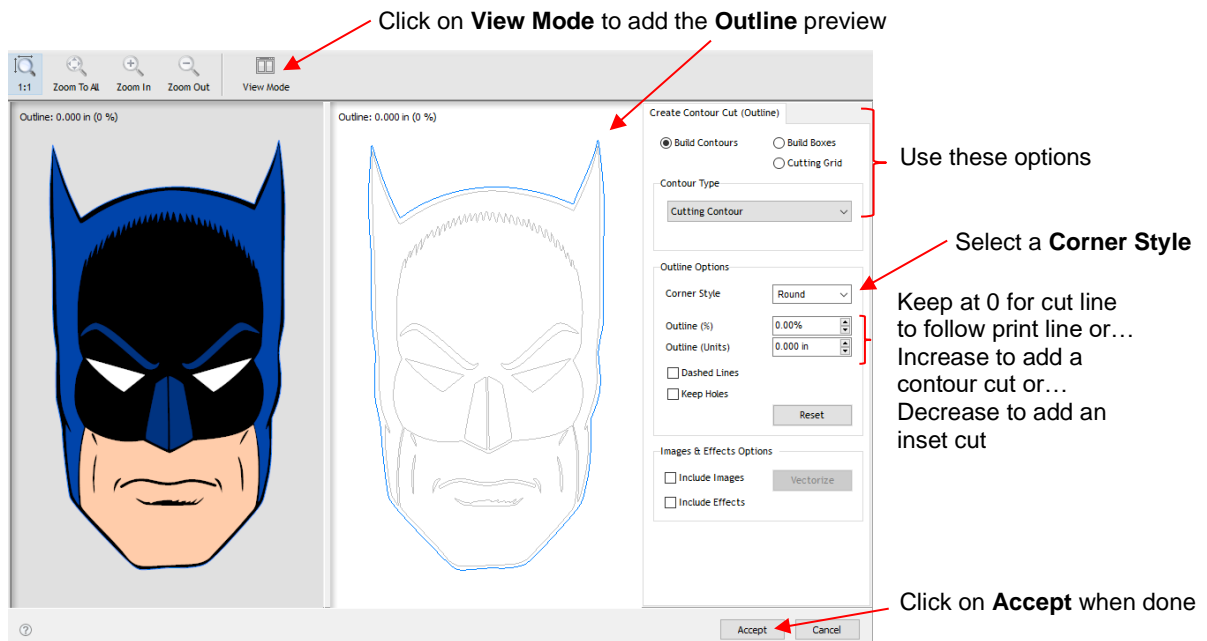 Click on View Mode to add the Outline preview
1:1 Zoom To All Zoom In Zoom Out View Mode
Outline: 0.000 in (0 %)
Outline: 0.000 in (0 %)
Create Contour Cut (Outline)
Build Contours Build Boxes
Cutting Grid
Contour Type
Cutting Contour
Use these options
Select a Corner Style
Outline Options
Corner Style Round
Outline (%) 0.00%
Outline (Units) 0.000 in
Dashed Lines
Keep Holes
Reset
Keep at 0 for cut line
to follow print line or…
Increase to add a
contour cut or…
Decrease to add an
inset cut
Images & Effects Options
Include Images Vectorize
Include Effects
Click on Accept when done
? Accept Cancel